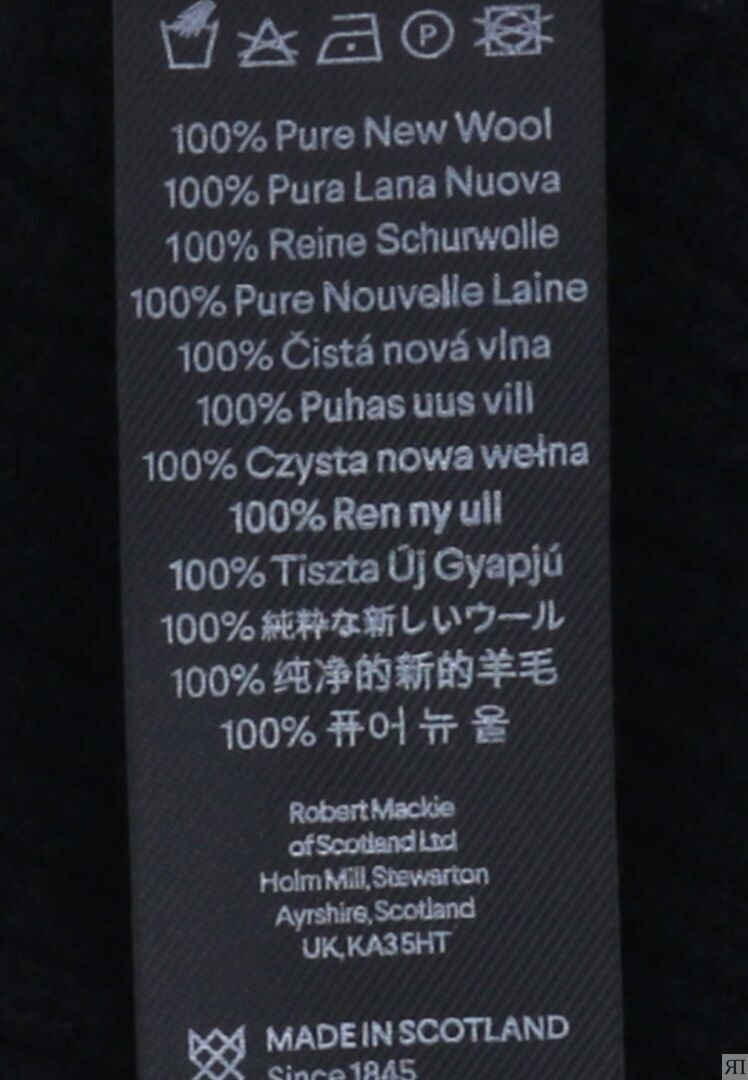 P
100% Pure New Wool
100% Pura Lana Nuova
100% Reine Schurwolle
100% Pure Nouvelle Laine
100% Čistá nová vlna
100% Puhas uus vill
100% Czysta nowa wełna
100% Ren ny ull
100% Tiszta Új Gyapjú
100% 純粋な新しいウール
100% 纯净的新的羊毛
100% 퓨어 뉴 울
Robert Mackie
of Scotland Ltd
Holm Mill, Stewarton
Ayrshire, Scotland
UK, KA3 5HT
MADE IN SCOTLAND
Since 1845
ЯП